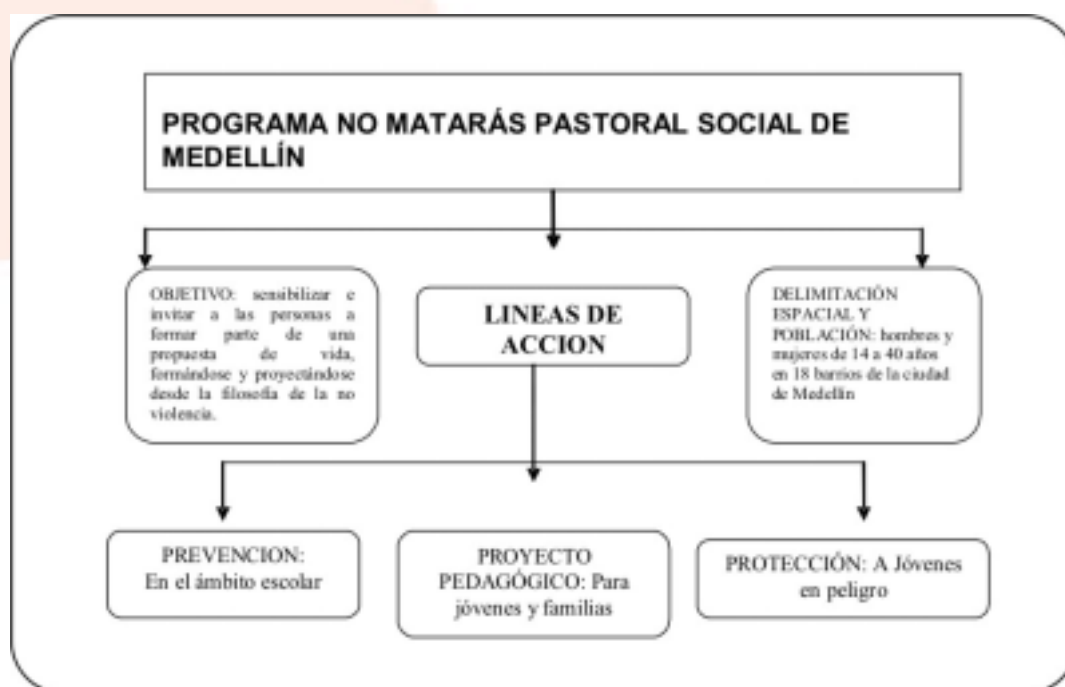 PROGRAMA NO MATARÁS PASTORAL SOCIAL DE
MEDELLÍN
OBJETIVO: sensibilizar e
invitar a las personas a
formar parte de una
propuesta de vida,
formándose y proyectándose
desde la filosofía de la no
violencia.
LINEAS DE
ACCION
DELIMITACIÓN
ESPACIAL Y
POBLACIÓN: hombres y
mujeres de 14 a 40 años
en 18 barrios de la ciudad
de Medellín
PREVENCION:
En el ámbito escolar
PROYECTO
PEDAGÓGICO: Para
jóvenes y familias
PROTECCIÓN: A Jóvenes
en peligro